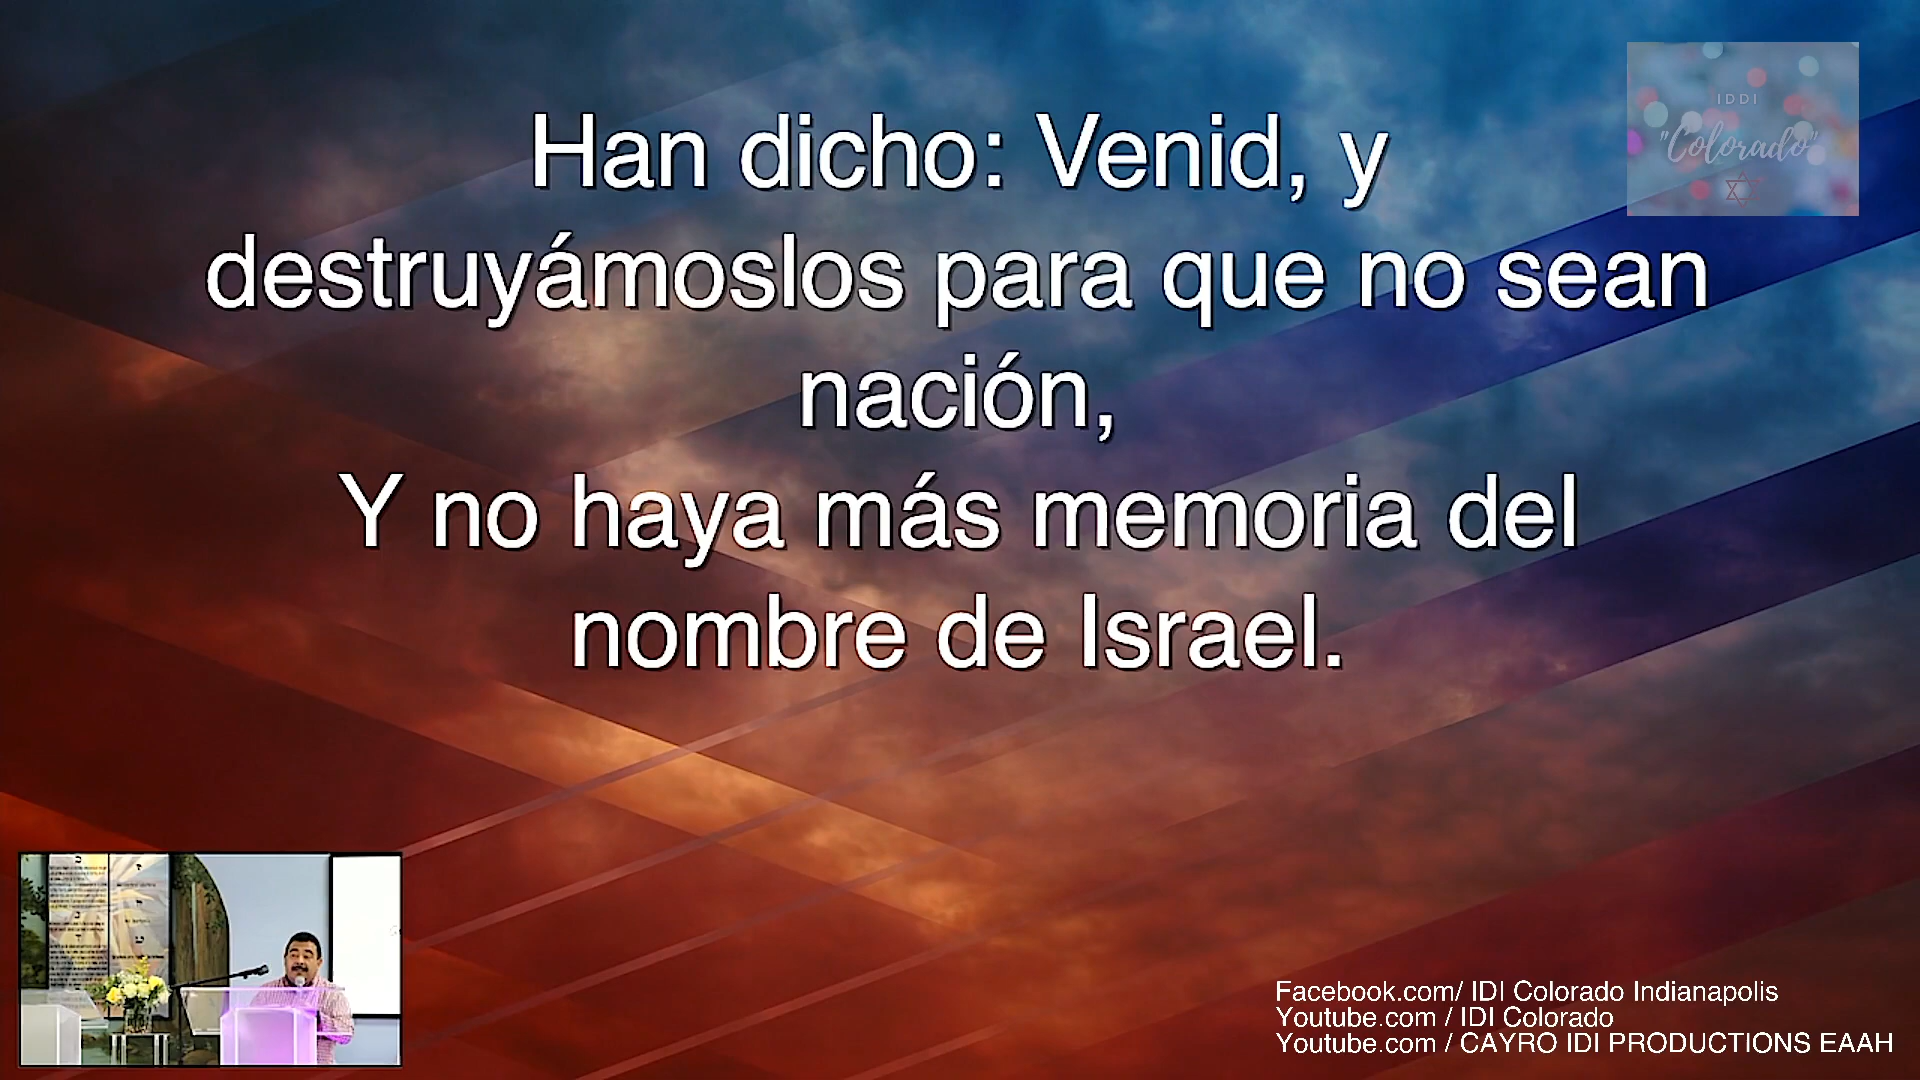 Han dicho: Venid, y
destruyámoslos para que no sean
nación,
Y no haya más memoria del
nombre de Israel.
IDDI
"Colorado"
Facebook.com/ IDI Colorado Indianapolis
Youtube.com / IDI Colorado
Youtube.com / CAYRO IDI PRODUCTIONS EAAH